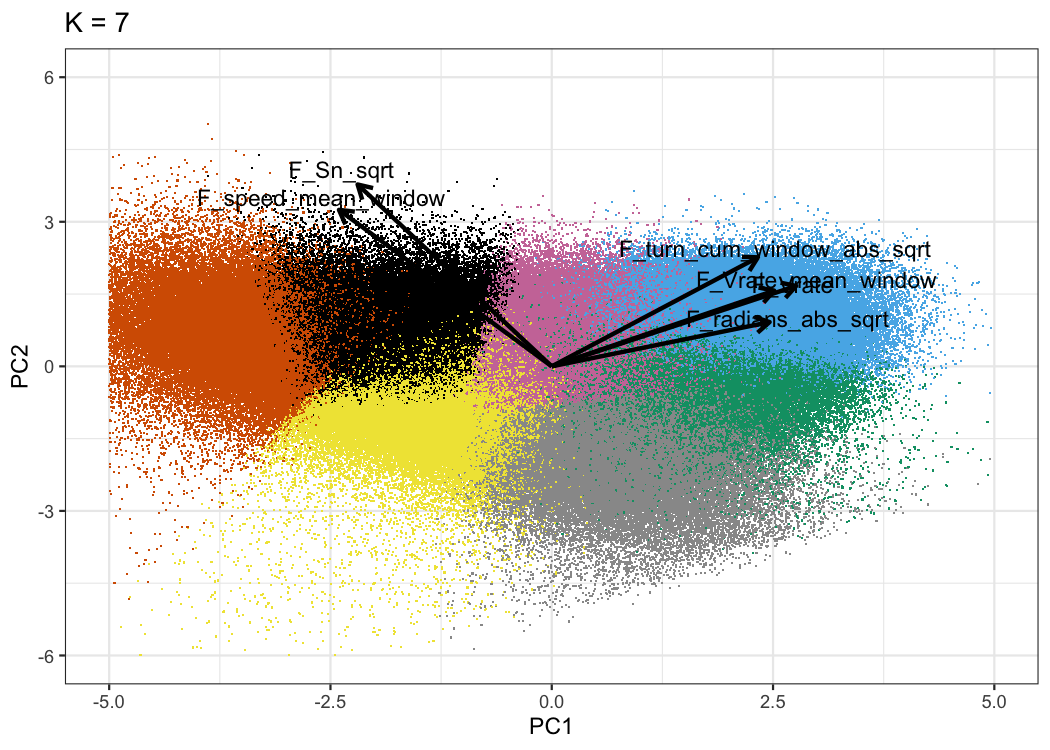 K = 7
6
F_Sn_sqrt
F_speed_mean_window
3
F_turn_cum_window_abs_sqrt
F_Vrate_mean_window
F_radians_abs_sqrt
0
-3
-6
PC2
-5.0 -2.5 0.0 2.5 5.0
PC1